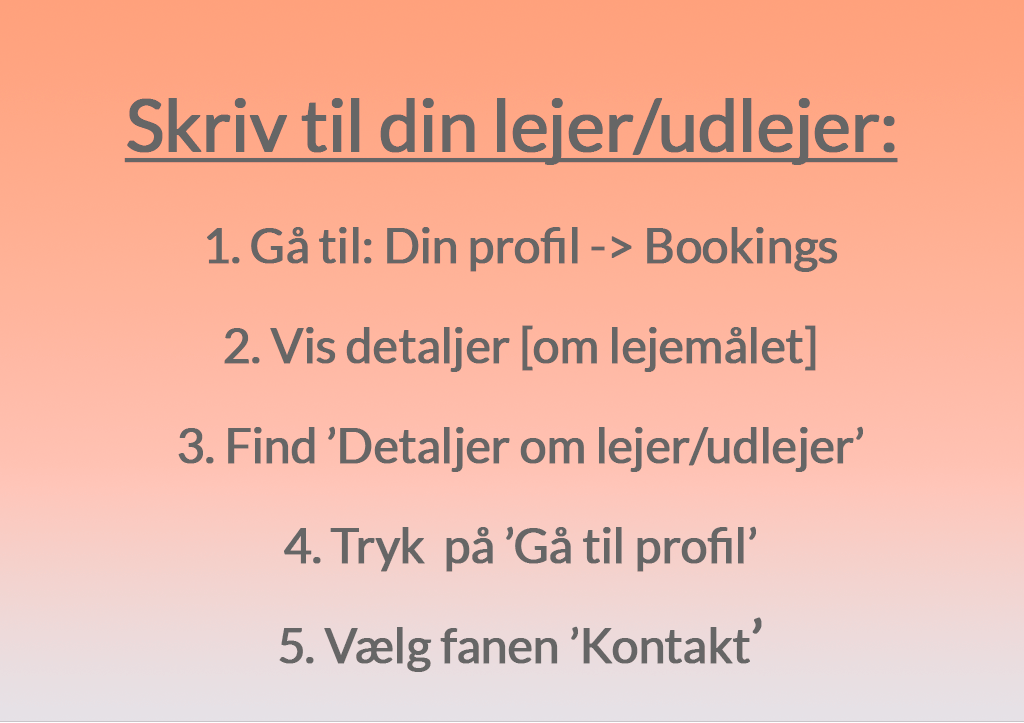 Skriv til din lejer/udlejer:
1. Gå til: Din profil -> Bookings
2. Vis detaljer [om lejemålet]
3. Find ’Detaljer om lejer/udlejer’
4. Tryk  på ’Gå til profil’
5. Vælg fanen ’Kontakt’